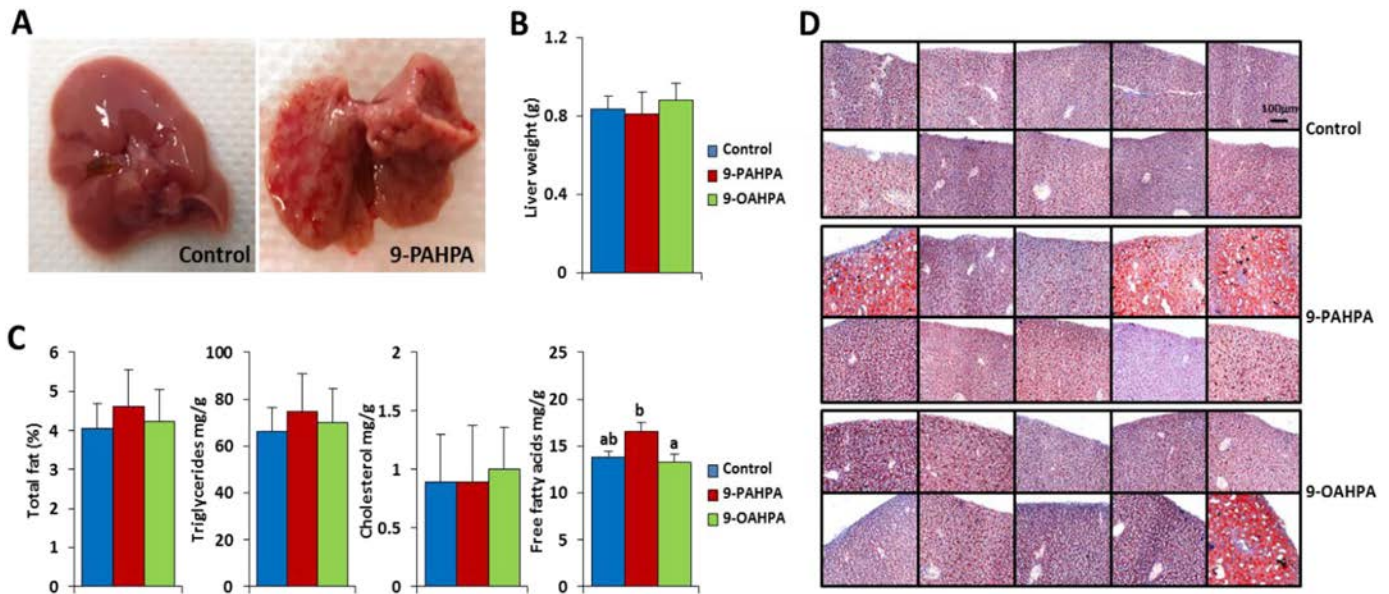 A
Control
9-PAHPA
B
Liver weight (g)
1.2
0.8
0.4
0
Control
9-PAHPA
9-OAHPA
C
Total fat (%)
6
5
4
3
2
1
0
Triglycerides mg/g
100
80
60
40
20
0
Cholesterol mg/g
2
1.5
1
0.5
0
Free fatty acids mg/g
25
20
15
10
5
0
ab
b
a
Control
9-PAHPA
9-OAHPA
D
100µm
Control
9-PAHPA
9-OAHPA